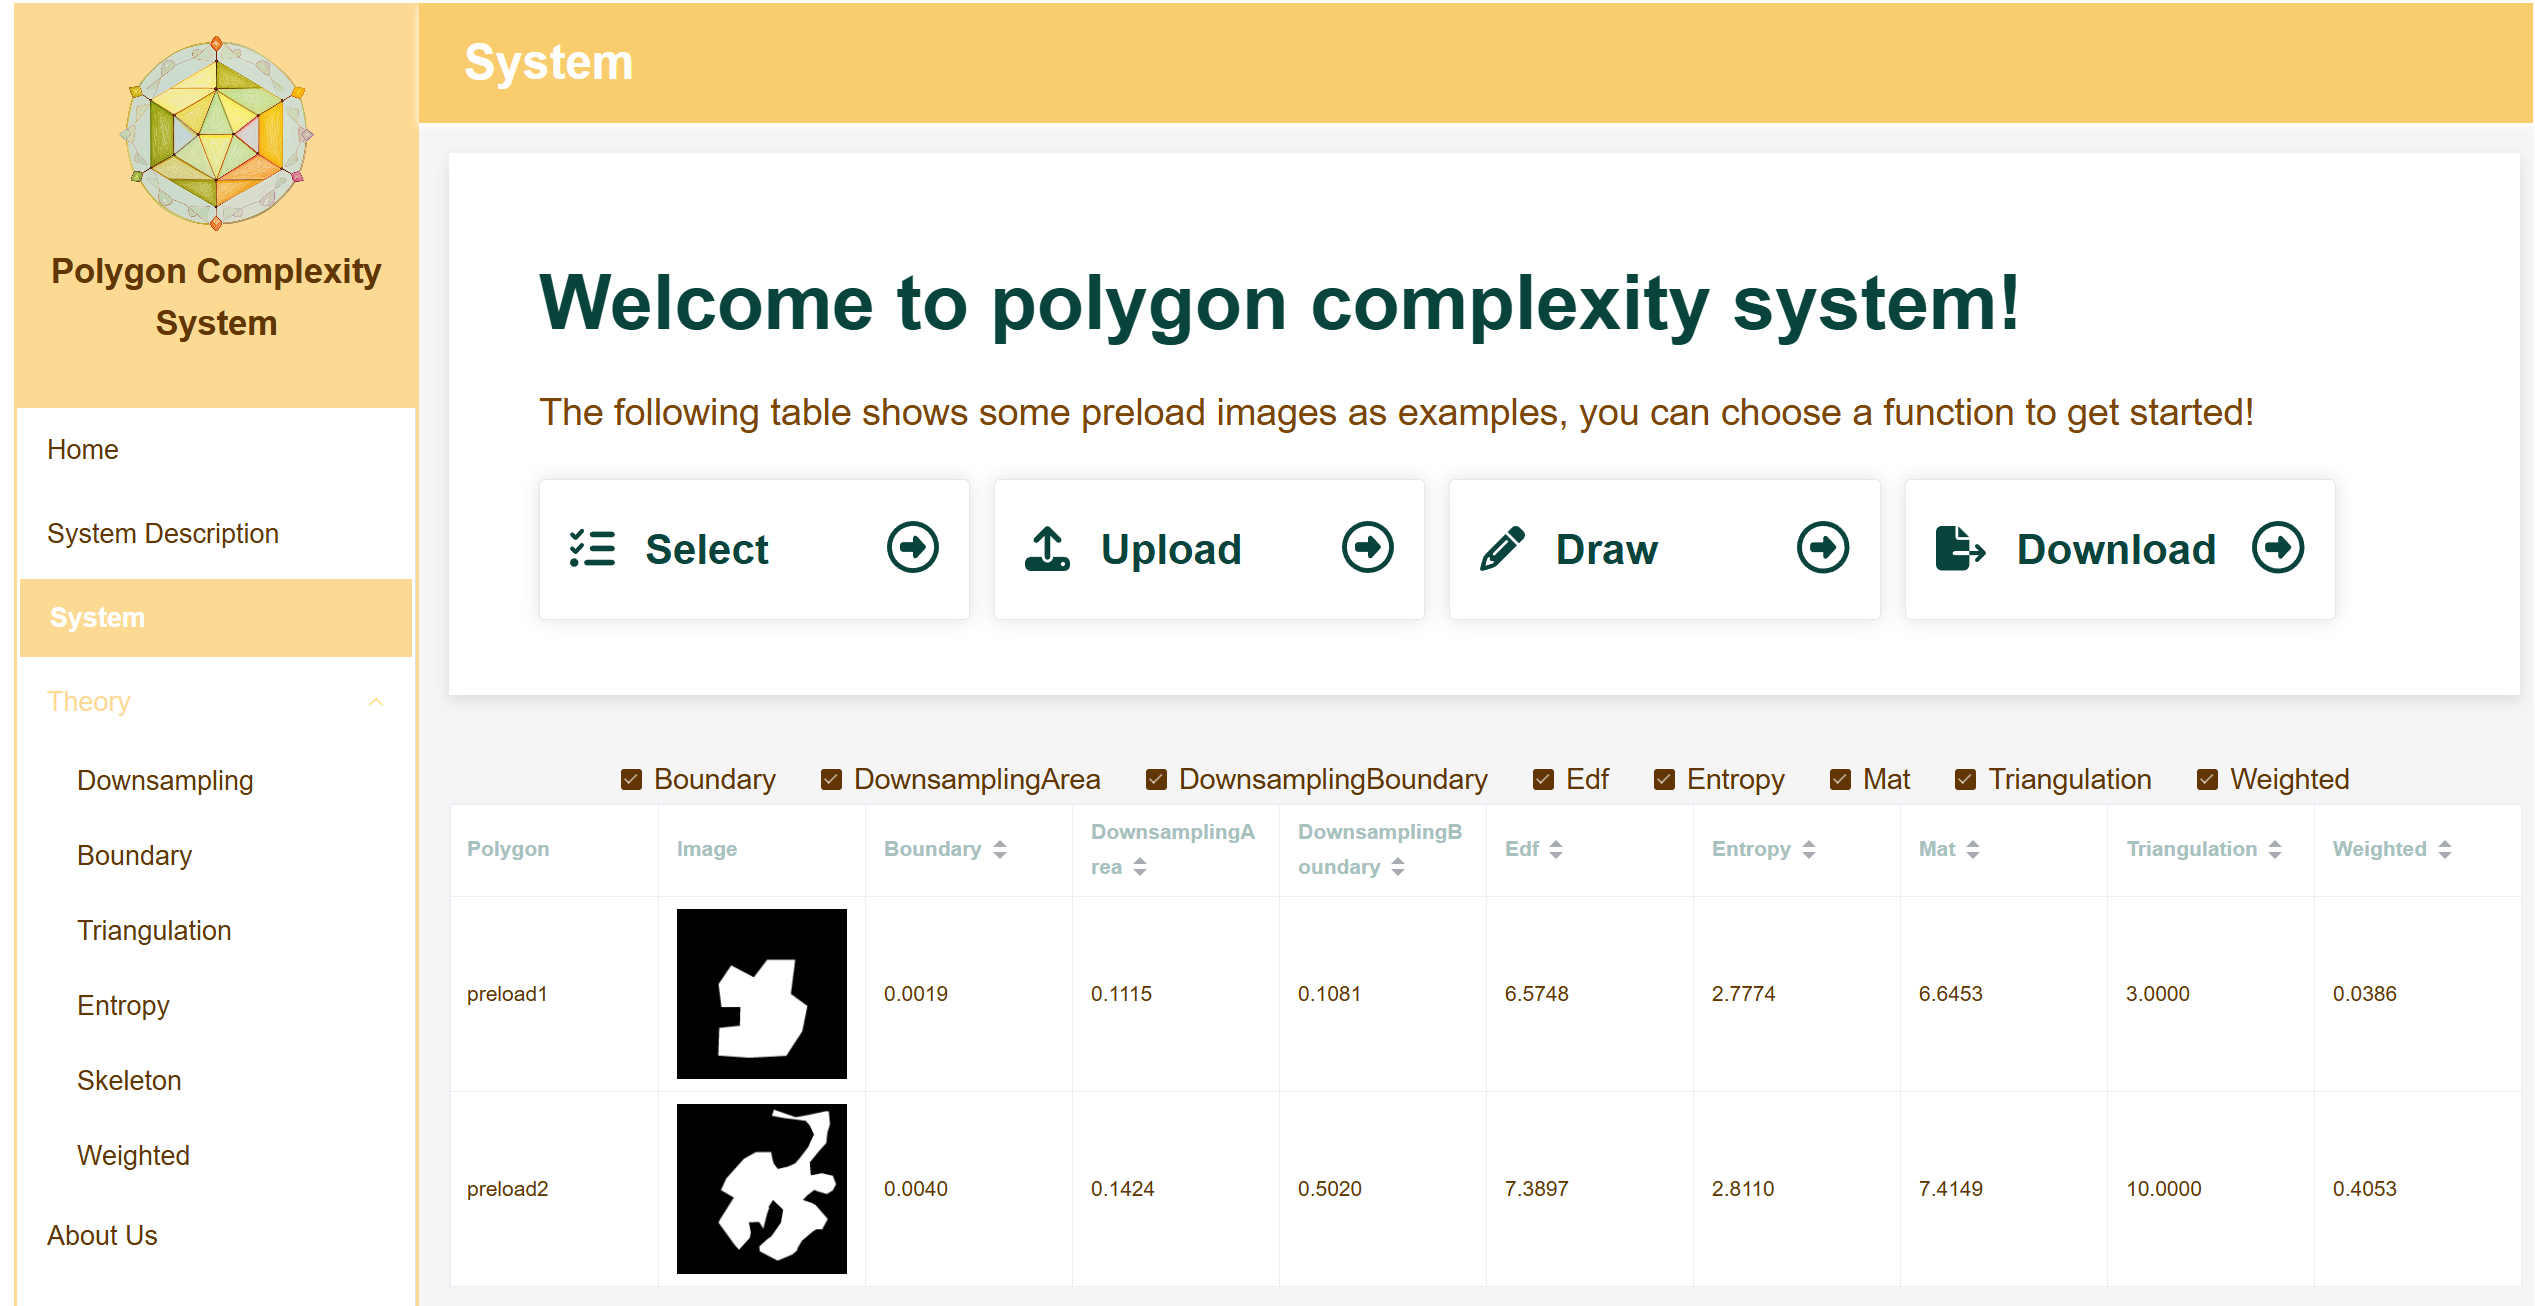 Polygon Complexity
System
Home
System Description
System
Theory
Downsampling
Boundary
Triangulation
Entropy
Skeleton
Weighted
About Us
System
Welcome to polygon complexity system!
The following table shows some preload images as examples, you can choose a function to get started!
Select Upload Draw Download
Boundary DownsamplingArea DownsamplingBoundary Edf Entropy Mat Triangulation Weighted
Polygon Image Boundary DownsamplingA
rea DownsamplingB
oundary Edf Entropy Mat Triangulation Weighted
preload1 0.0019 0.1115 0.1081 6.5748 2.7774 6.6453 3.0000 0.0386
preload2 0.0040 0.1424 0.5020 7.3897 2.8110 7.4149 10.0000 0.4053